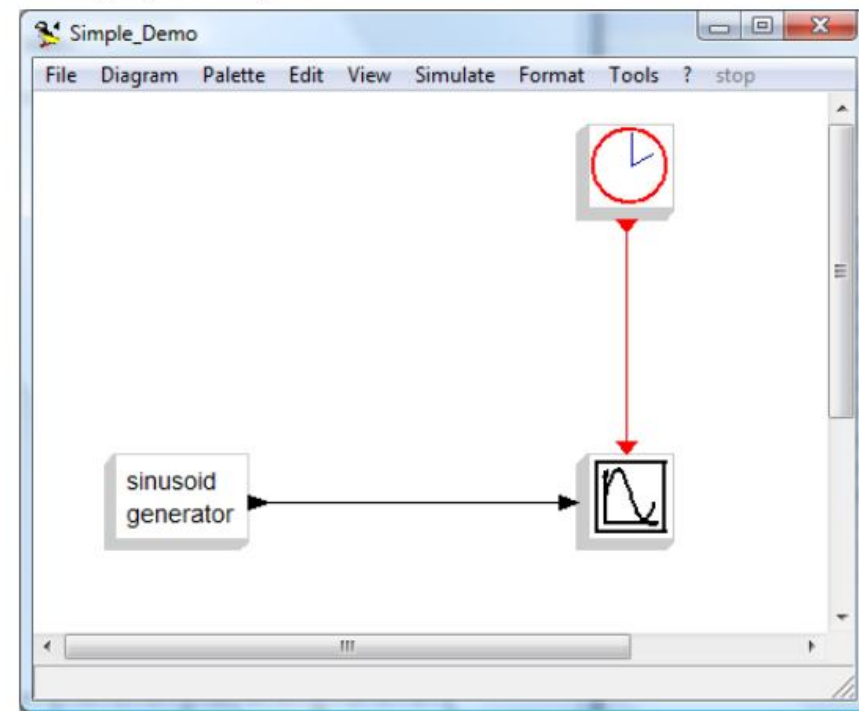 Simple_Demo
File Diagram Palette Edit View Simulate Format Tools ? stop
sinusoid
generator